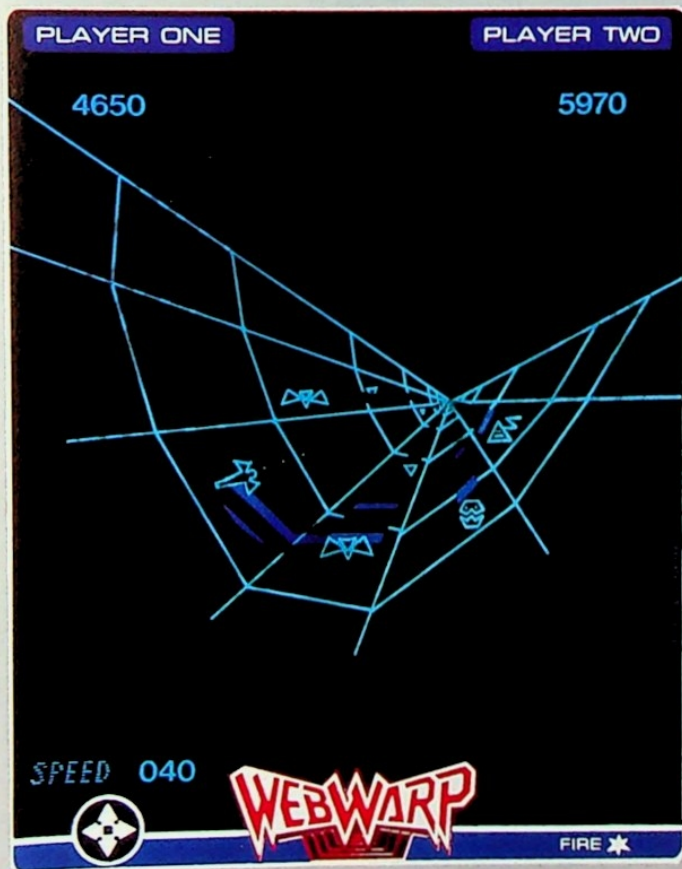 PLAYER ONE
PLAYER TWO
4650
5970
SPEED 040
WEBWARP
FIRE